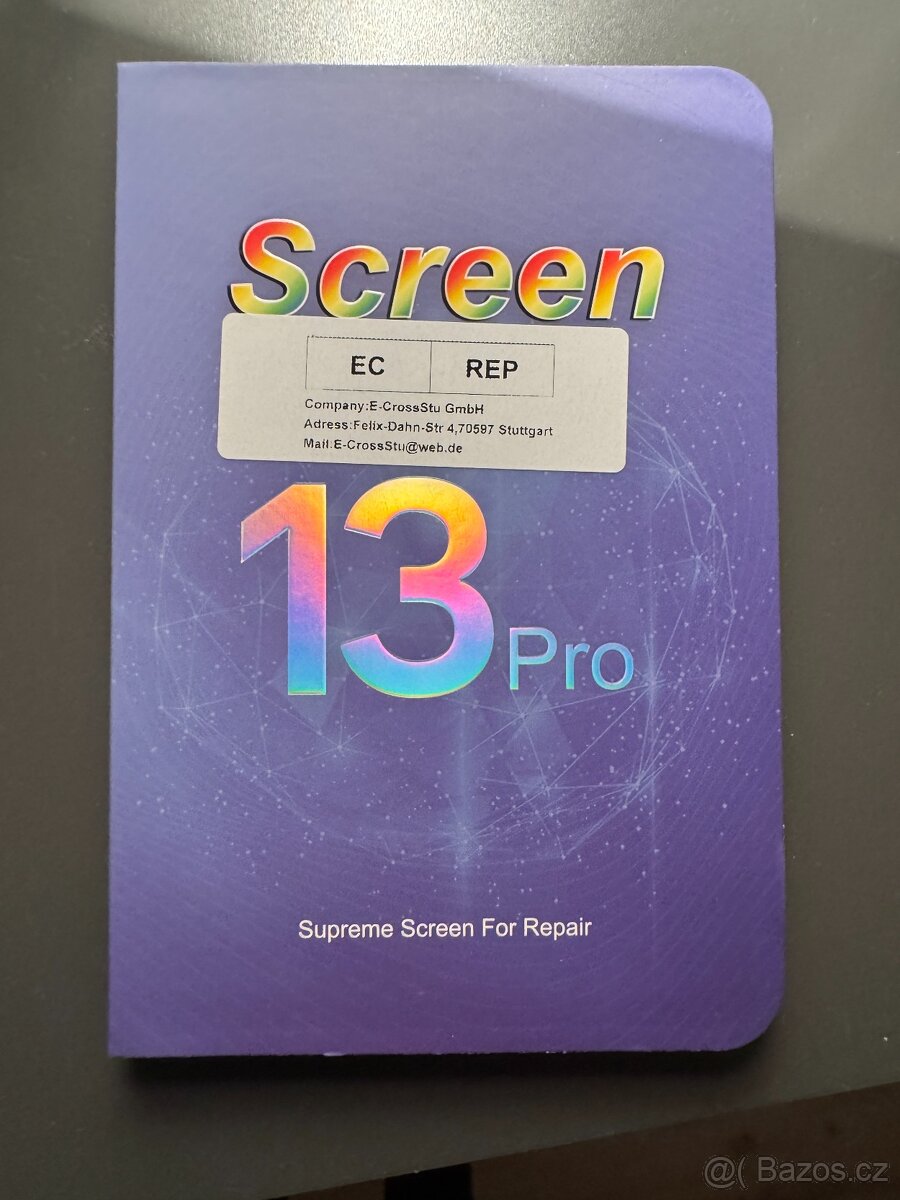 Screen
EC REP
Company:E-CrossStu GmbH
Adress:Felix-Dahn-Str 4,70597 Stuttgart
Mail:E-CrossStu@web.de
13 Pro
Supreme Screen For Repair
@( Bazos.cz